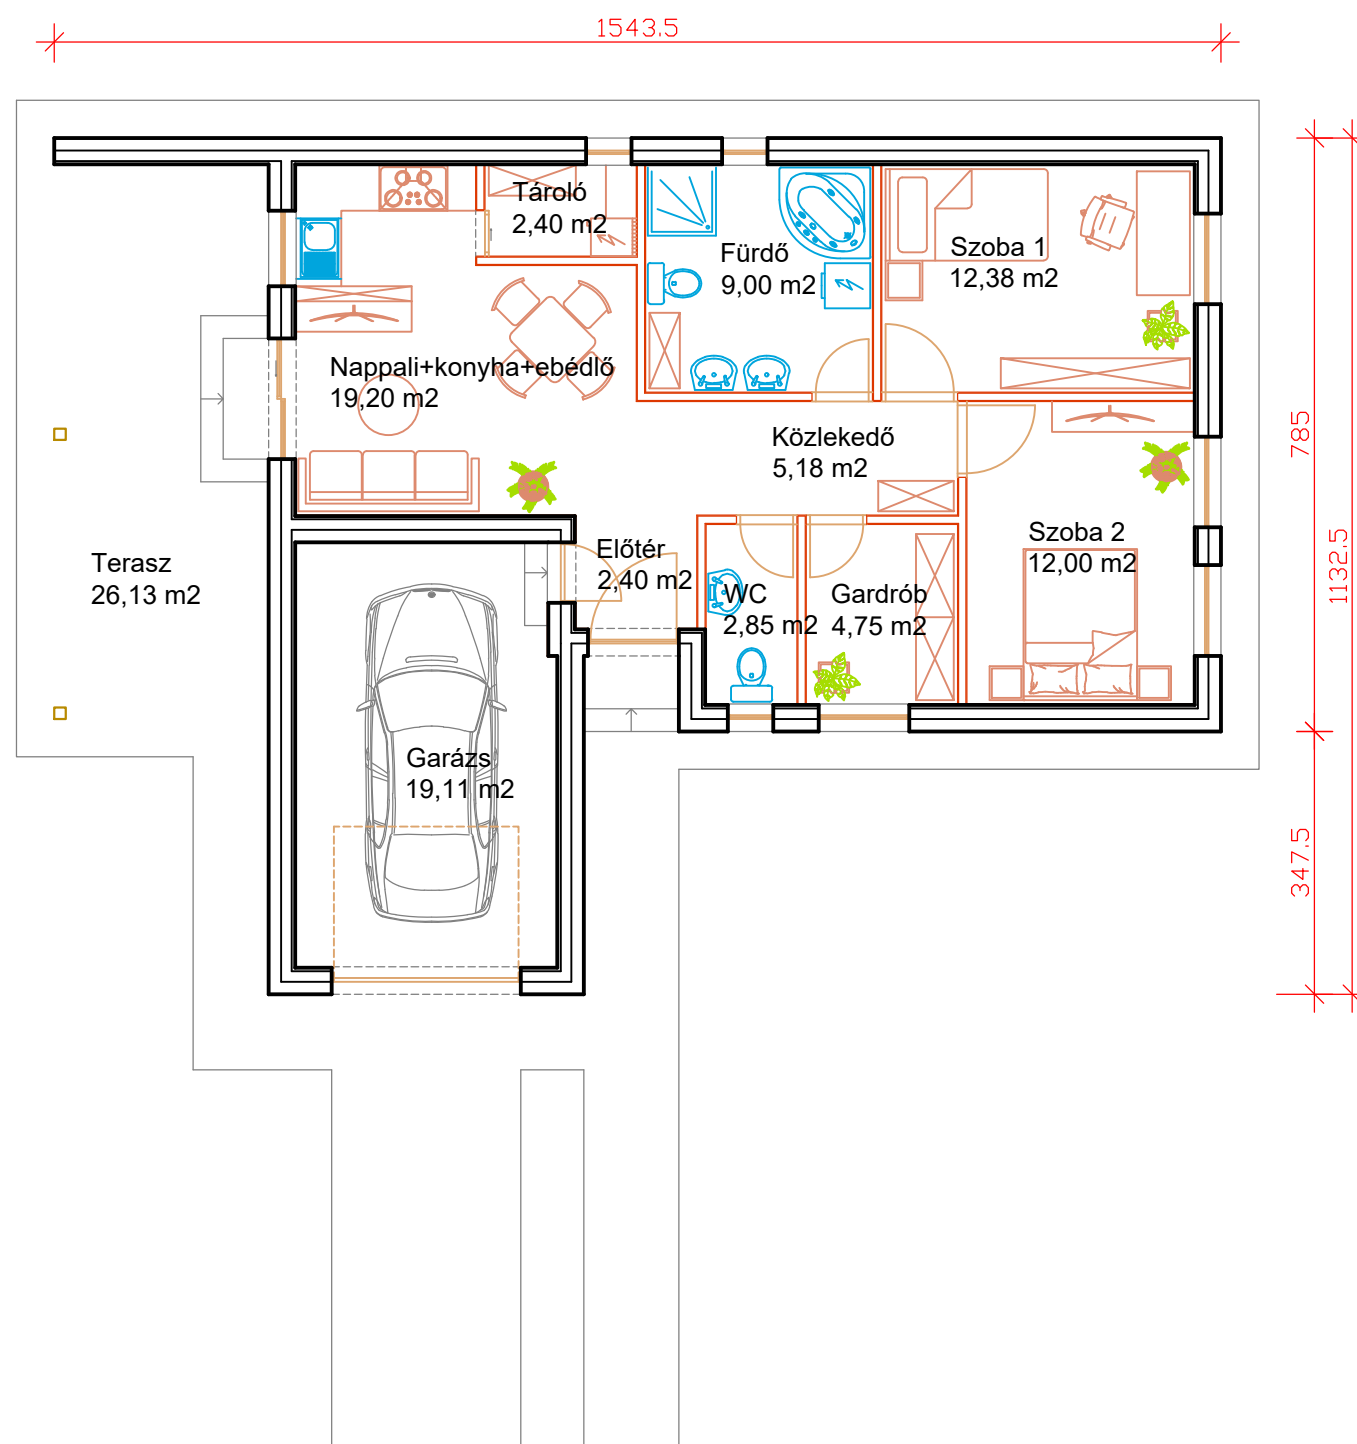 1543.5
Tároló
2,40 m2
Fürdő
9,00 m2
Szoba 1
12,38 m2
Nappali+konyha+ebédlő
19,20 m2
Közlekedő
5,18 m2
785
1132.5
Terasz
26,13 m2
Előtér
2,40 m2
WC
2,85 m2
Gardrób
4,75 m2
Szoba 2
12,00 m2
Garázs
19,11 m2
347.5